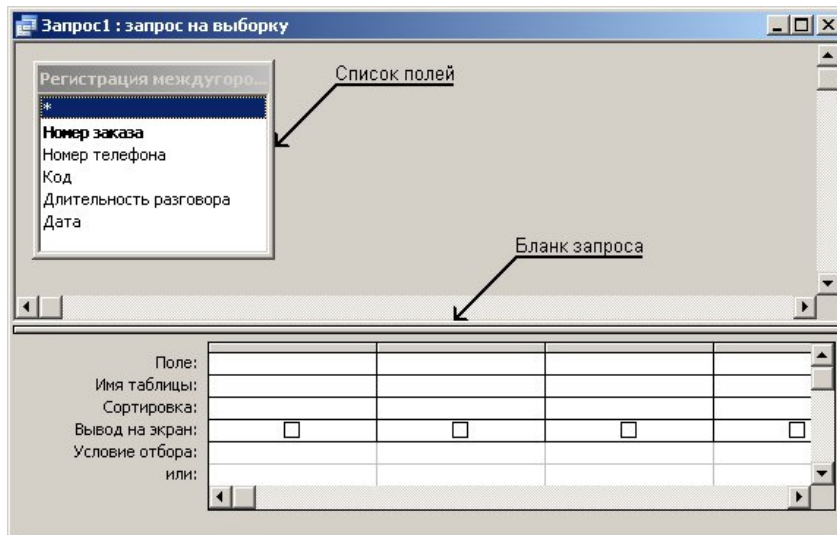 Запрос1 : запрос на выборку
Регистрация междугоро...
Список полей
*
Номер заказа
Номер телефона
Код
Длительность разговора
Дата
Бланк запроса
Поле:
Имя таблицы:
Сортировка:
Вывод на экран:
Условие отбора:
или: